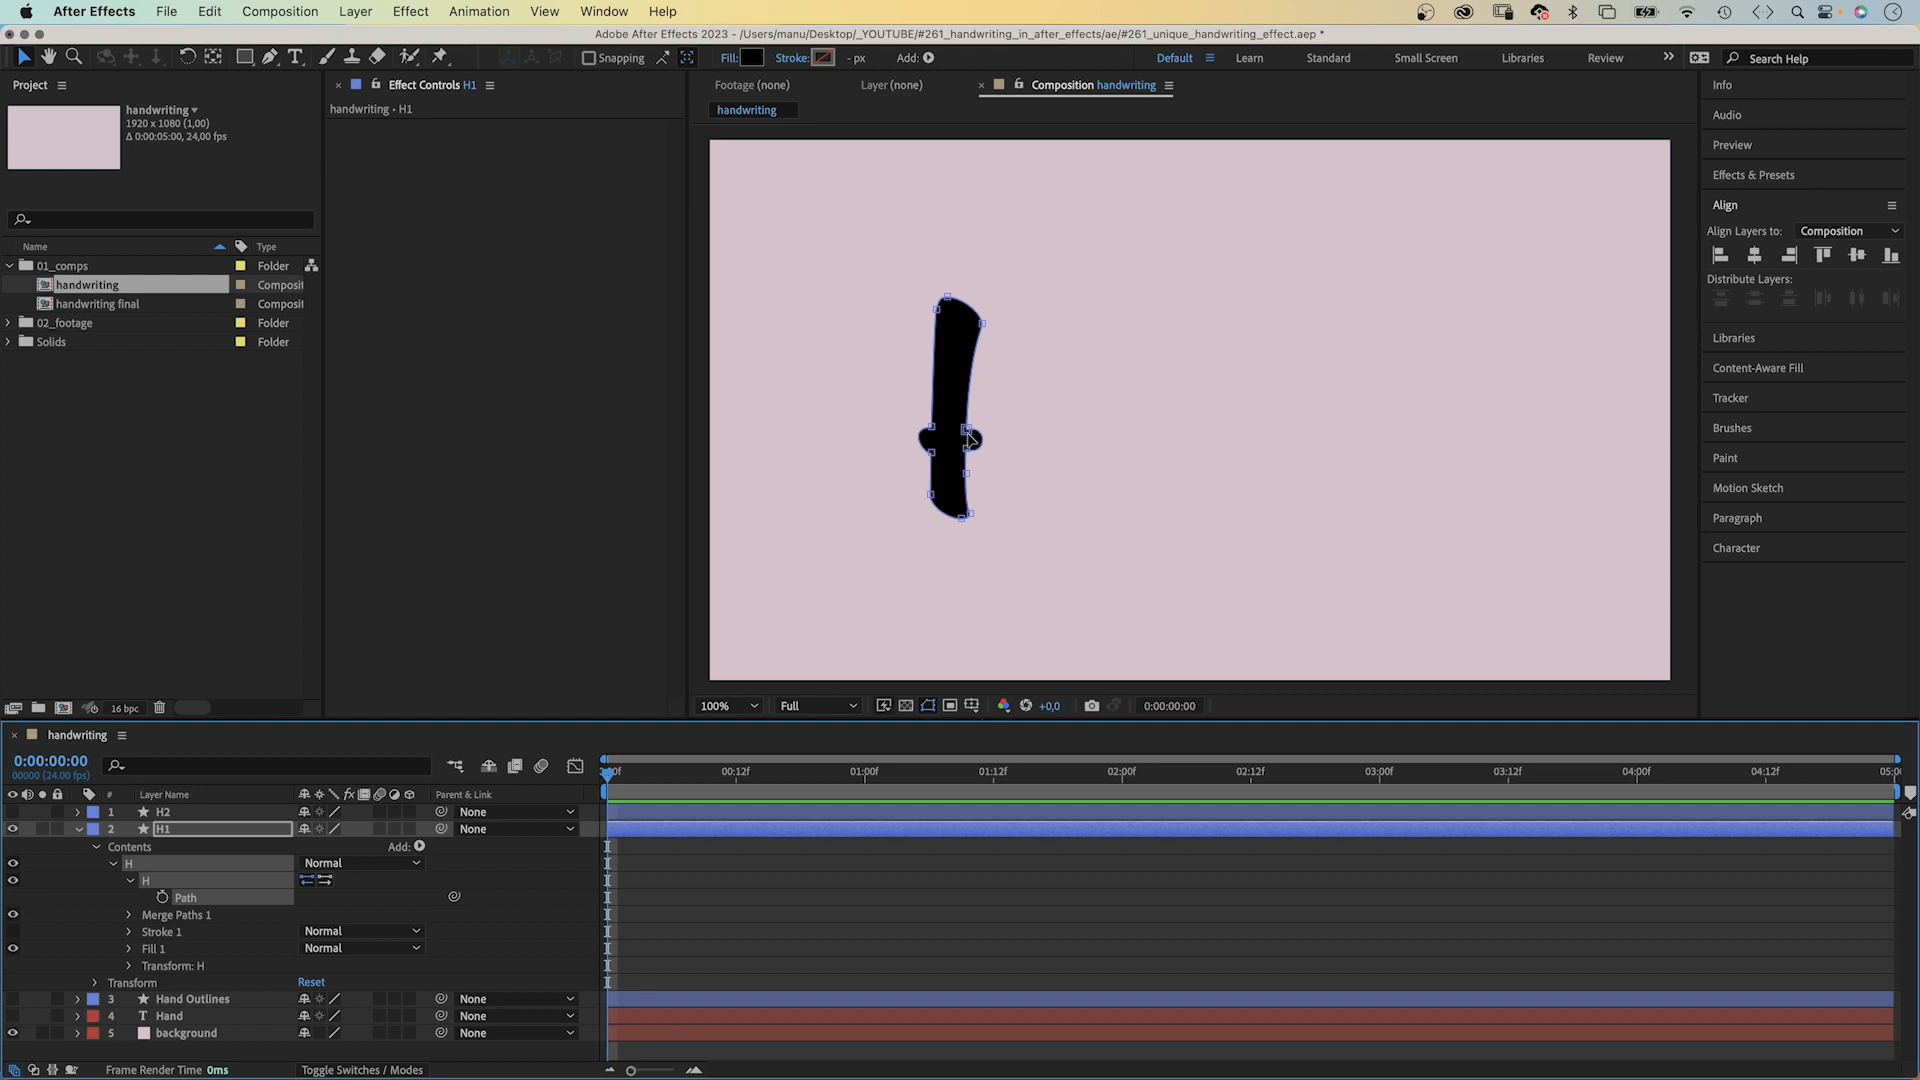 After Effects File Edit Composition Layer Effect Animation View Window Help
Adobe After Effects 2023 - /Users/manu/Desktop/_YOUTUBE/#261_handwriting_in_after_effects/ae/#261_unique_handwriting_effect.aep *
Snapping Fill: Stroke: - px Add: Default Learn Standard Small Screen Libraries Review Search Help
Project Effect Controls H1 Footage (none) Layer (none) Composition handwriting Info
handwriting 1920 x 1080 (1,00) Δ 0:00:05:00, 24,00 fps
handwriting • H1
handwriting
Audio
Preview
Effects & Presets
Align
Align Layers to: Composition
Distribute Layers:
Libraries
Content-Aware Fill
Tracker
Brushes
Paint
Motion Sketch
Paragraph
Character
Name Type
01_comps Folder
handwriting Composit
handwriting final Composit
02_footage Folder
Solids Folder
16 bpc 100% Full +0,0 0:00:00:00
handwriting
0:00:00:00
00000 (24.00 fps)
:00f 00:12f 01:00f 01:12f 02:00f 02:12f 03:00f 03:12f 04:00f 04:12f 05:0
# Layer Name fx Parent & Link
1 H2 None
2 H1 None
Contents Add:
H Normal
H
Path
Merge Paths 1
Stroke 1 Normal
Fill 1 Normal
Transform: H
Transform Reset
3 Hand Outlines None
4 T Hand None
5 background None
Frame Render Time 0ms Toggle Switches / Modes